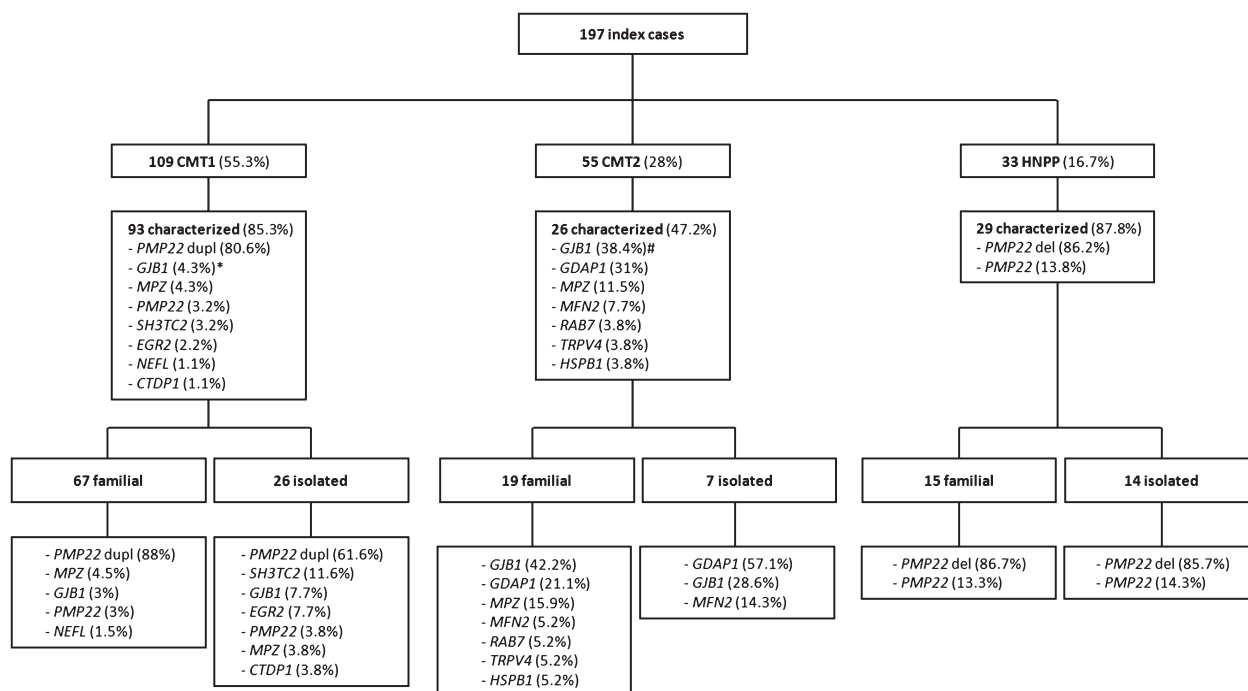 197 index cases
109 CMT1 (55.3%)
55 CMT2 (28%)
33 HNPP (16.7%)
93 characterized (85.3%)
- PMP22 dupl (80.6%)
- GJB1 (4.3%)*
- MPZ (4.3%)
- PMP22 (3.2%)
- SH3TC2 (3.2%)
- EGR2 (2.2%)
- NEFL (1.1%)
- CTDP1 (1.1%)
26 characterized (47.2%)
- GJB1 (38.4%)#
- GDAP1 (31%)
- MPZ (11.5%)
- MFN2 (7.7%)
- RAB7 (3.8%)
- TRPV4 (3.8%)
- HSPB1 (3.8%)
29 characterized (87.8%)
- PMP22 del (86.2%)
- PMP22 (13.8%)
67 familial
26 isolated
19 familial
7 isolated
15 familial
14 isolated
- PMP22 dupl (88%)
- MPZ (4.5%)
- GJB1 (3%)
- PMP22 (3%)
- NEFL (1.5%)
- PMP22 dupl (61.6%)
- SH3TC2 (11.6%)
- GJB1 (7.7%)
- EGR2 (7.7%)
- PMP22 (3.8%)
- MPZ (3.8%)
- CTDP1 (3.8%)
- GJB1 (42.2%)
- GDAP1 (21.1%)
- MPZ (15.9%)
- MFN2 (5.2%)
- RAB7 (5.2%)
- TRPV4 (5.2%)
- HSPB1 (5.2%)
- GDAP1 (57.1%)
- GJB1 (28.6%)
- MFN2 (14.3%)
- PMP22 del (86.7%)
- PMP22 (13.3%)
- PMP22 del (85.7%)
- PMP22 (14.3%)